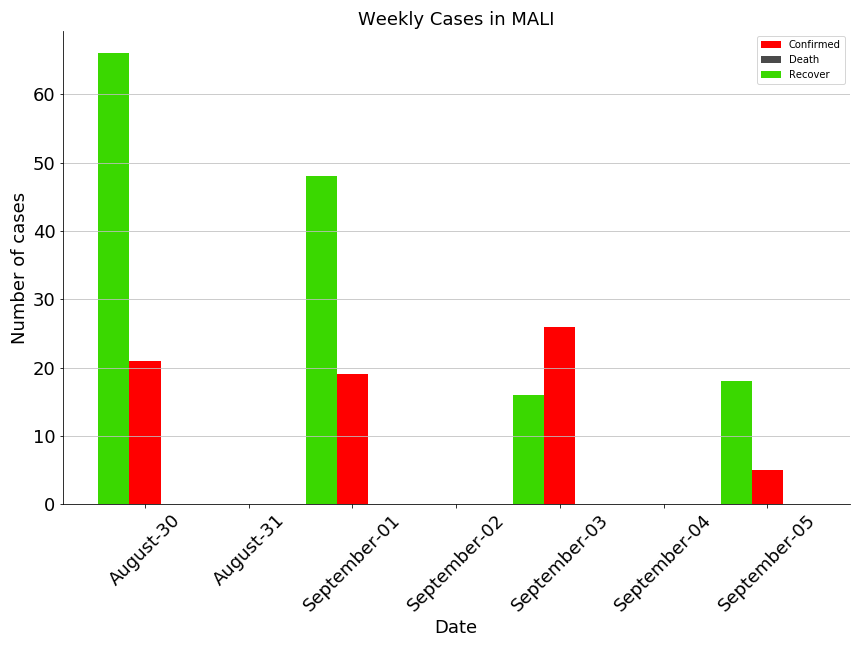 Weekly Cases in MALI
Confirmed
Death
Recover
Number of cases
60
50
40
30
20
10
0
August-30
August-31
September-01
September-02
September-03
September-04
September-05
Date